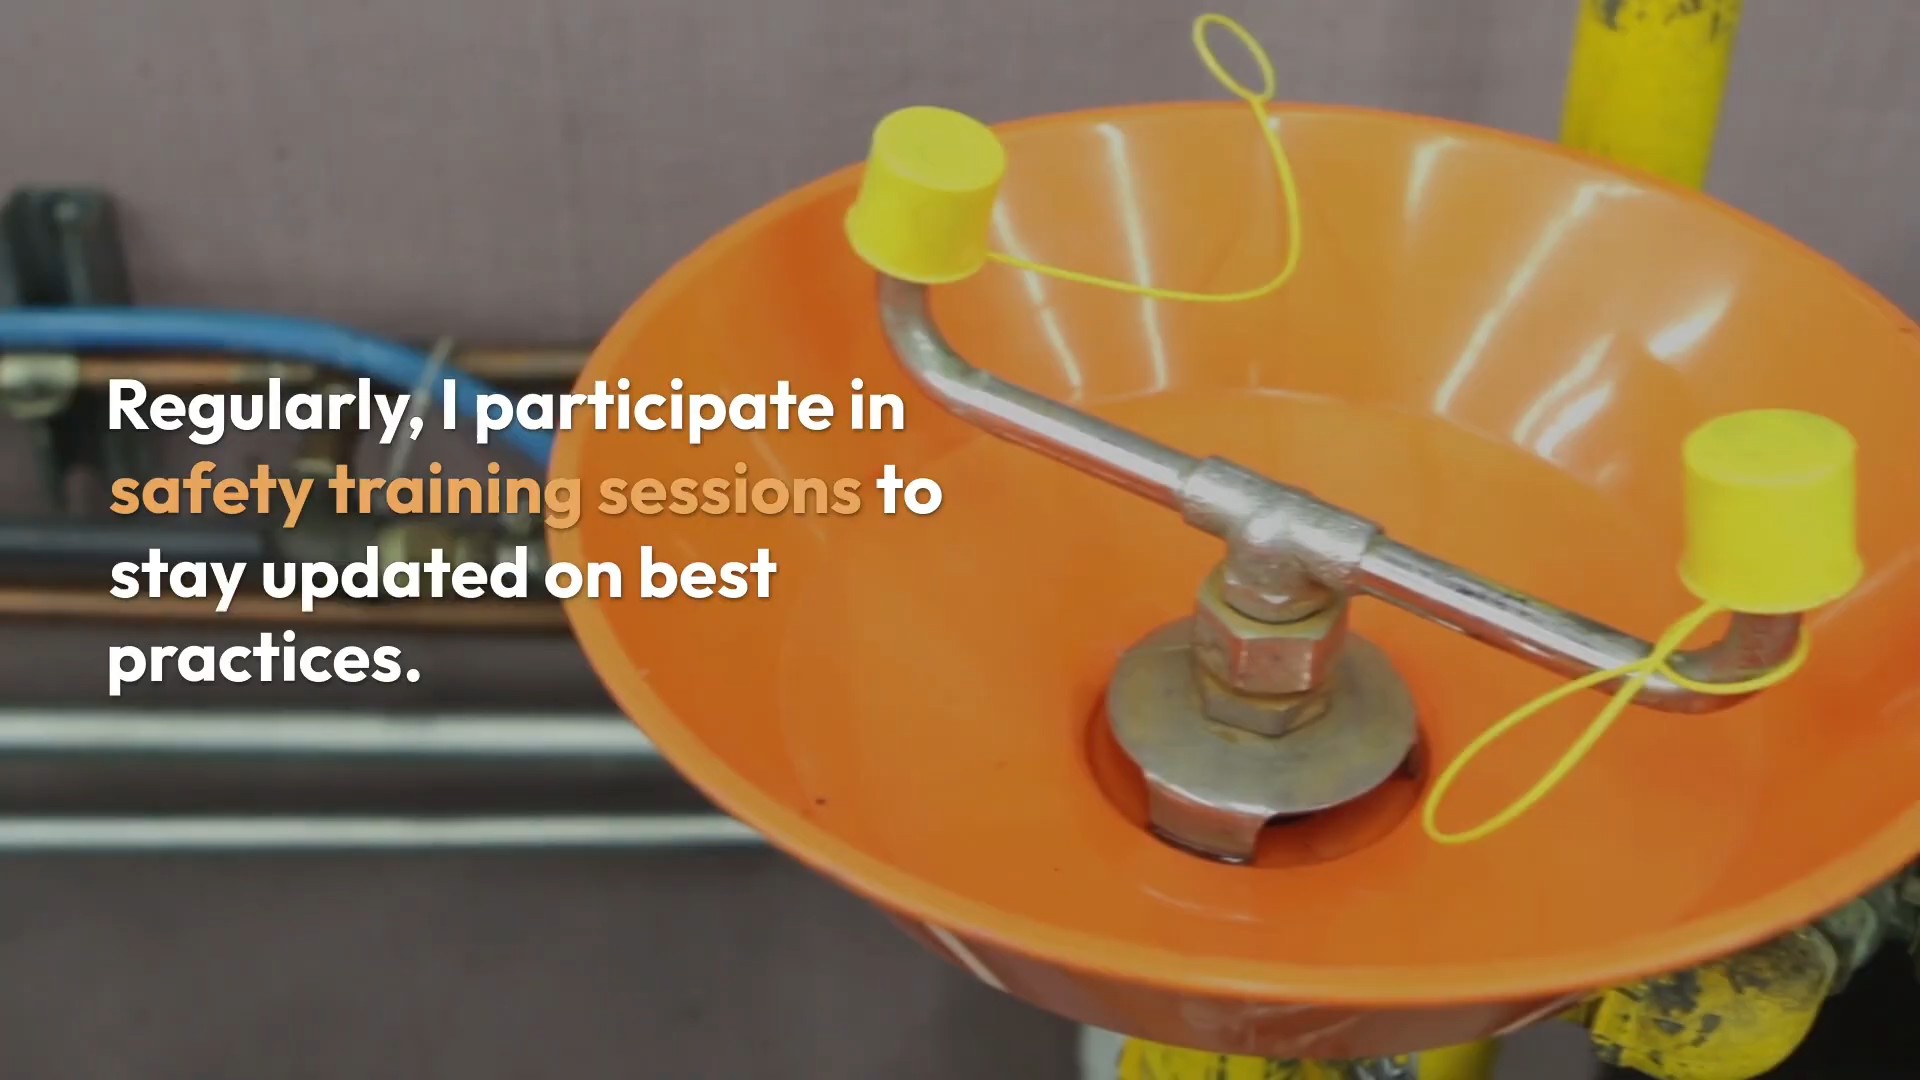 Regularly, I participate in
safety training sessions to
stay updated on best
practices.